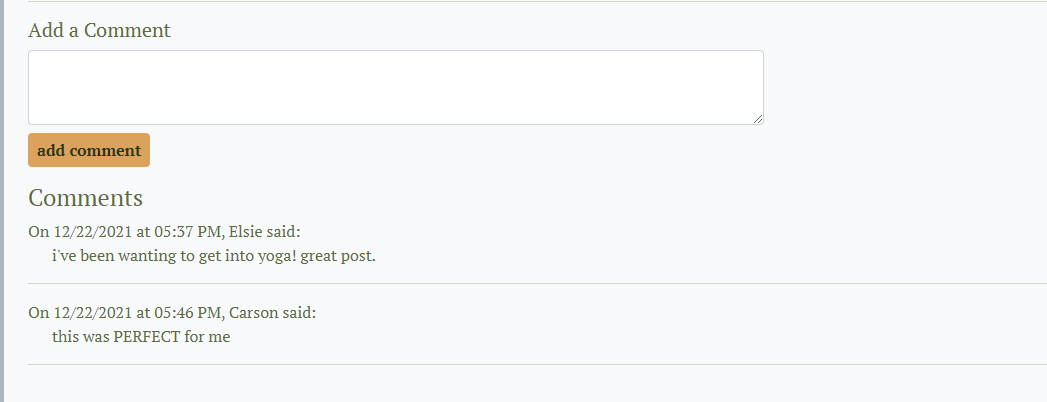 Add a Comment
add comment
Comments
On 12/22/2021 at 05:37 PM, Elsie said:
i've been wanting to get into yoga! great post.
On 12/22/2021 at 05:46 PM, Carson said:
this was PERFECT for me